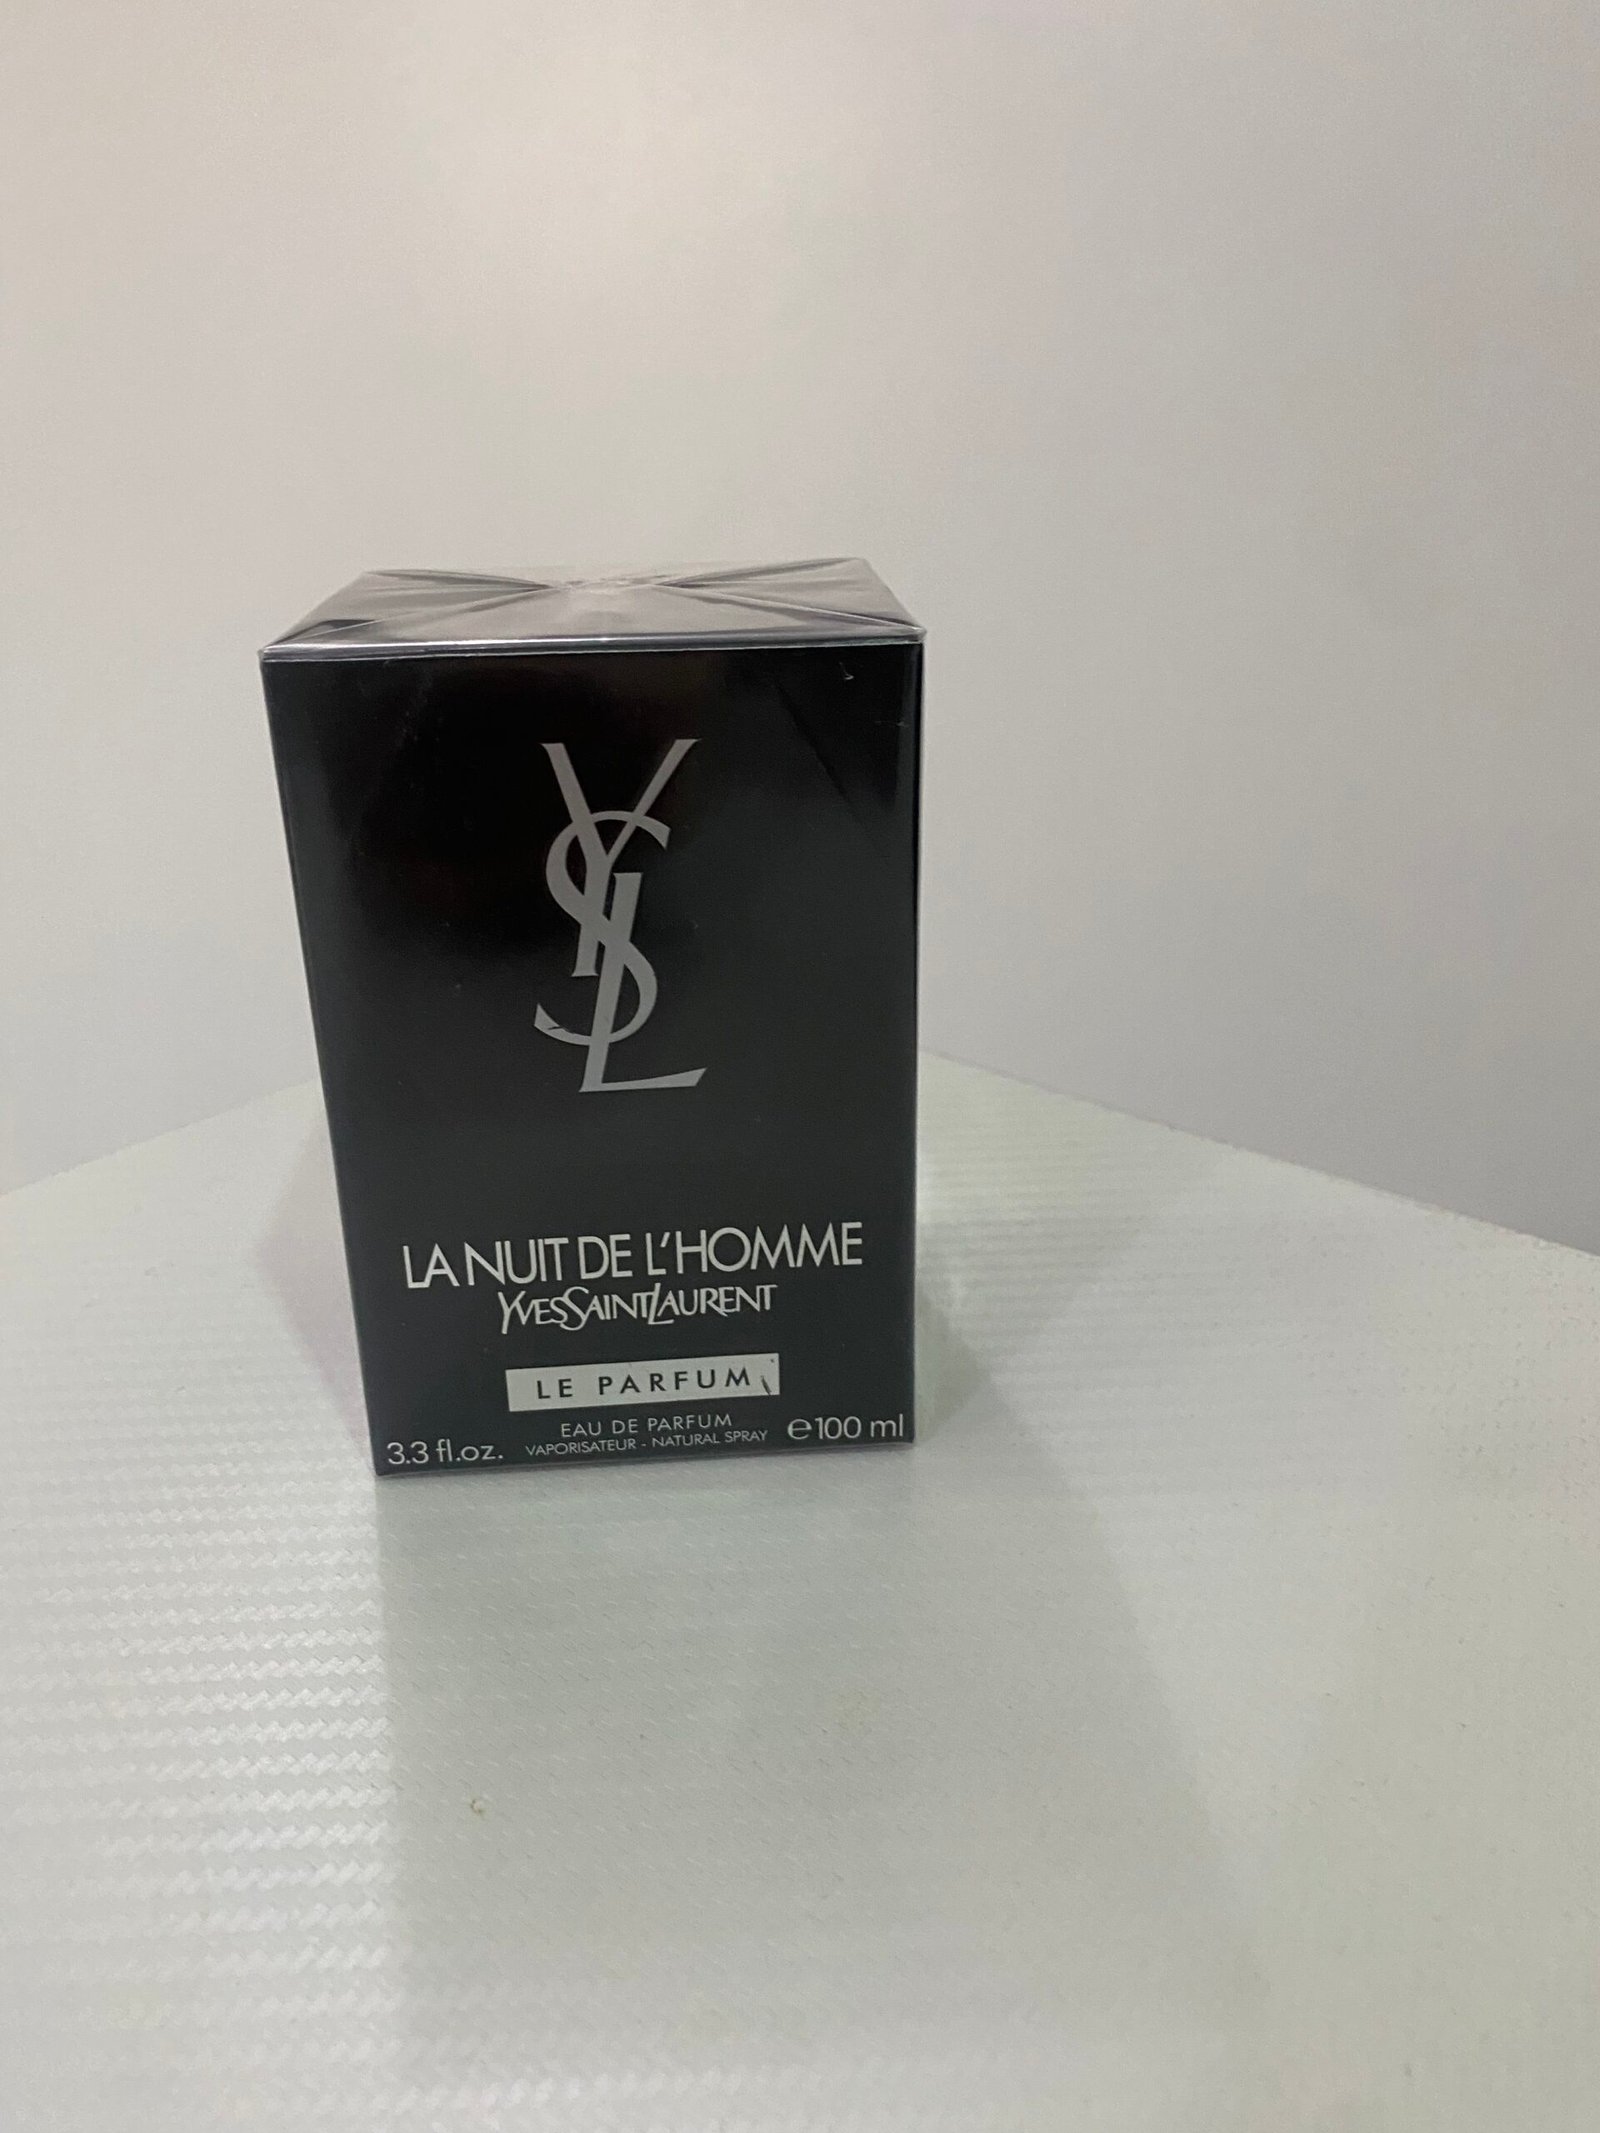 YSL
LA NUIT DE L'HOMME
YVESSAINTLAURENT
LE PARFUM
EAU DE PARFUM
3.3 fl.oz. VAPORISATEUR - NATURAL SPRAY ℮100 ml